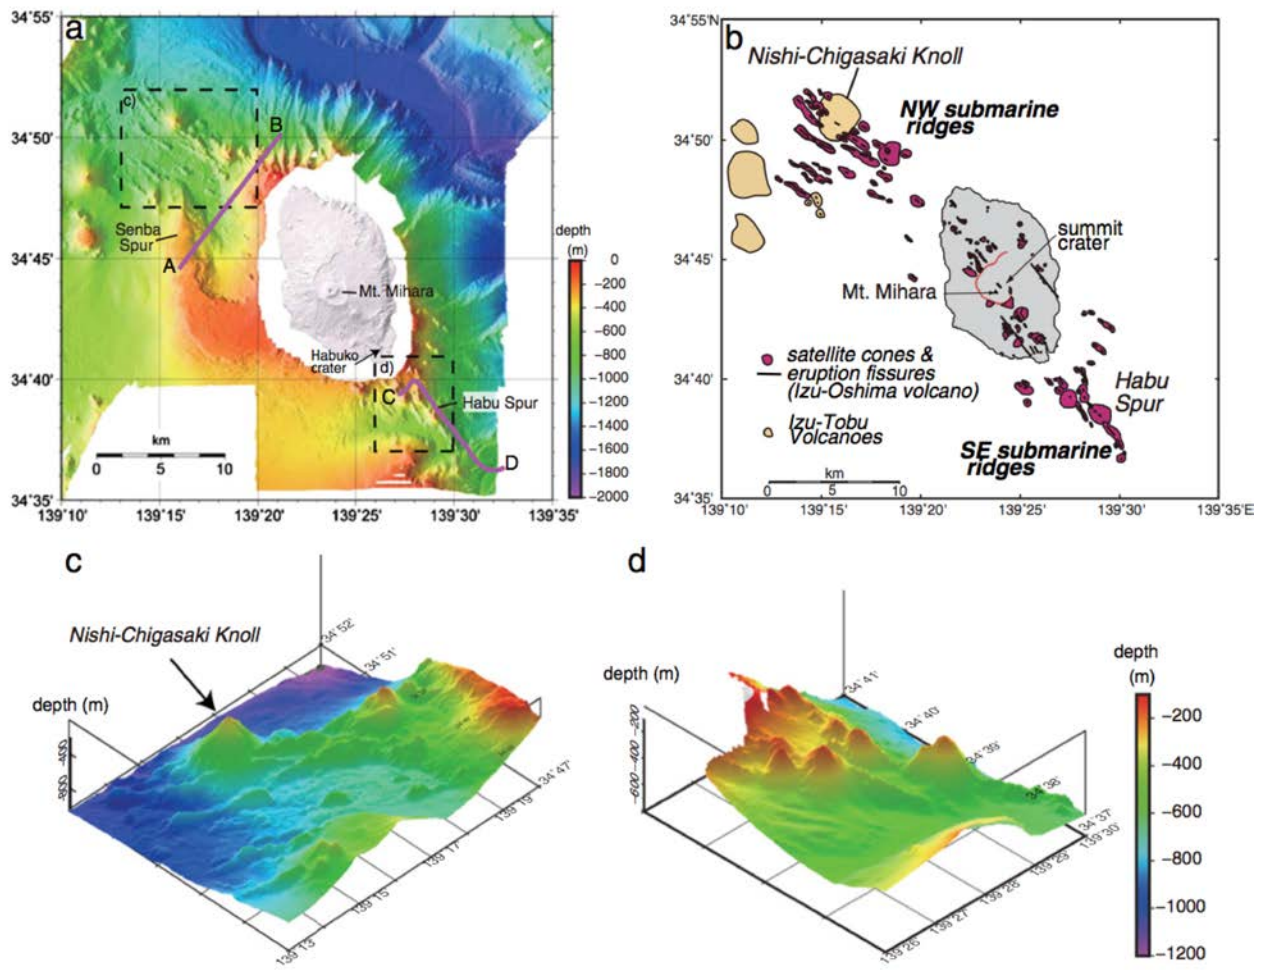 a
34˚55'
34˚50'
34˚45'
34˚40'
34˚35'
139˚10'
139˚15'
139˚20'
139˚25'
139˚30'
139˚35'
c)
B
Senba
Spur
A
Mt. Mihara
Habuko
crater
d)
C
Habu Spur
D
km
0
5
10
depth
(m)
0
−200
−400
−600
−800
−1000
−1200
−1400
−1600
−1800
−2000
b
34˚55'N
34˚50'
34˚45'
34˚40'
34˚35'
139˚10'
139˚15'
139˚20'
139˚25'
139˚30'
139˚35'E
Nishi-Chigasaki Knoll
NW submarine
ridges
summit
crater
Mt. Mihara
satellite cones &
eruption fissures
(Izu-Oshima volcano)
Izu-Tobu
Volcanoes
Habu
Spur
SE submarine
ridges
km
0
5
10
c
Nishi-Chigasaki Knoll
depth (m)
34˚52'
34˚51'
34˚47'
139˚19'
139˚17'
139˚15'
139˚13'
d
depth (m)
−200
−400
−600
34˚41'
34˚40'
34˚39'
34˚38'
34˚37'
139˚30'
139˚29'
139˚28'
139˚27'
139˚26'
depth
(m)
−200
−400
−600
−800
−1000
−1200